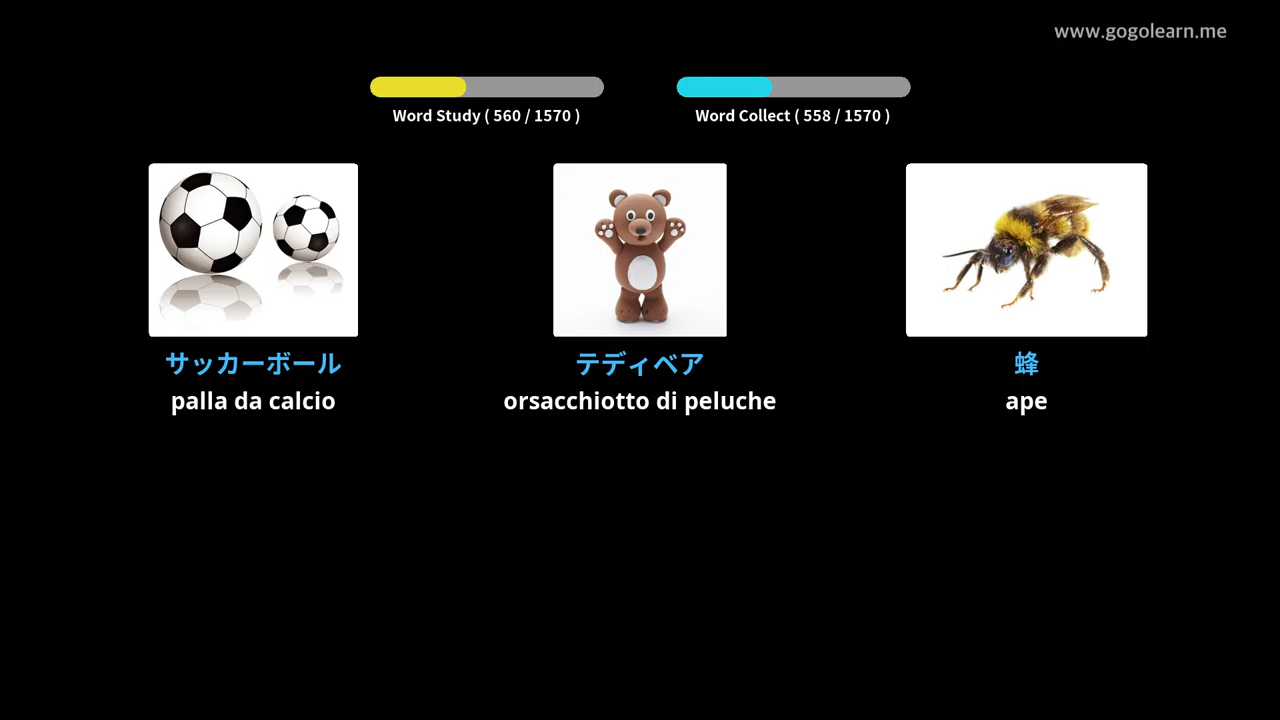 www.gogolearn.me
Word Study ( 560 / 1570 )
Word Collect ( 558 / 1570 )
サッカーボール
palla da calcio
テディベア
orsacchiotto di peluche
蜂
ape